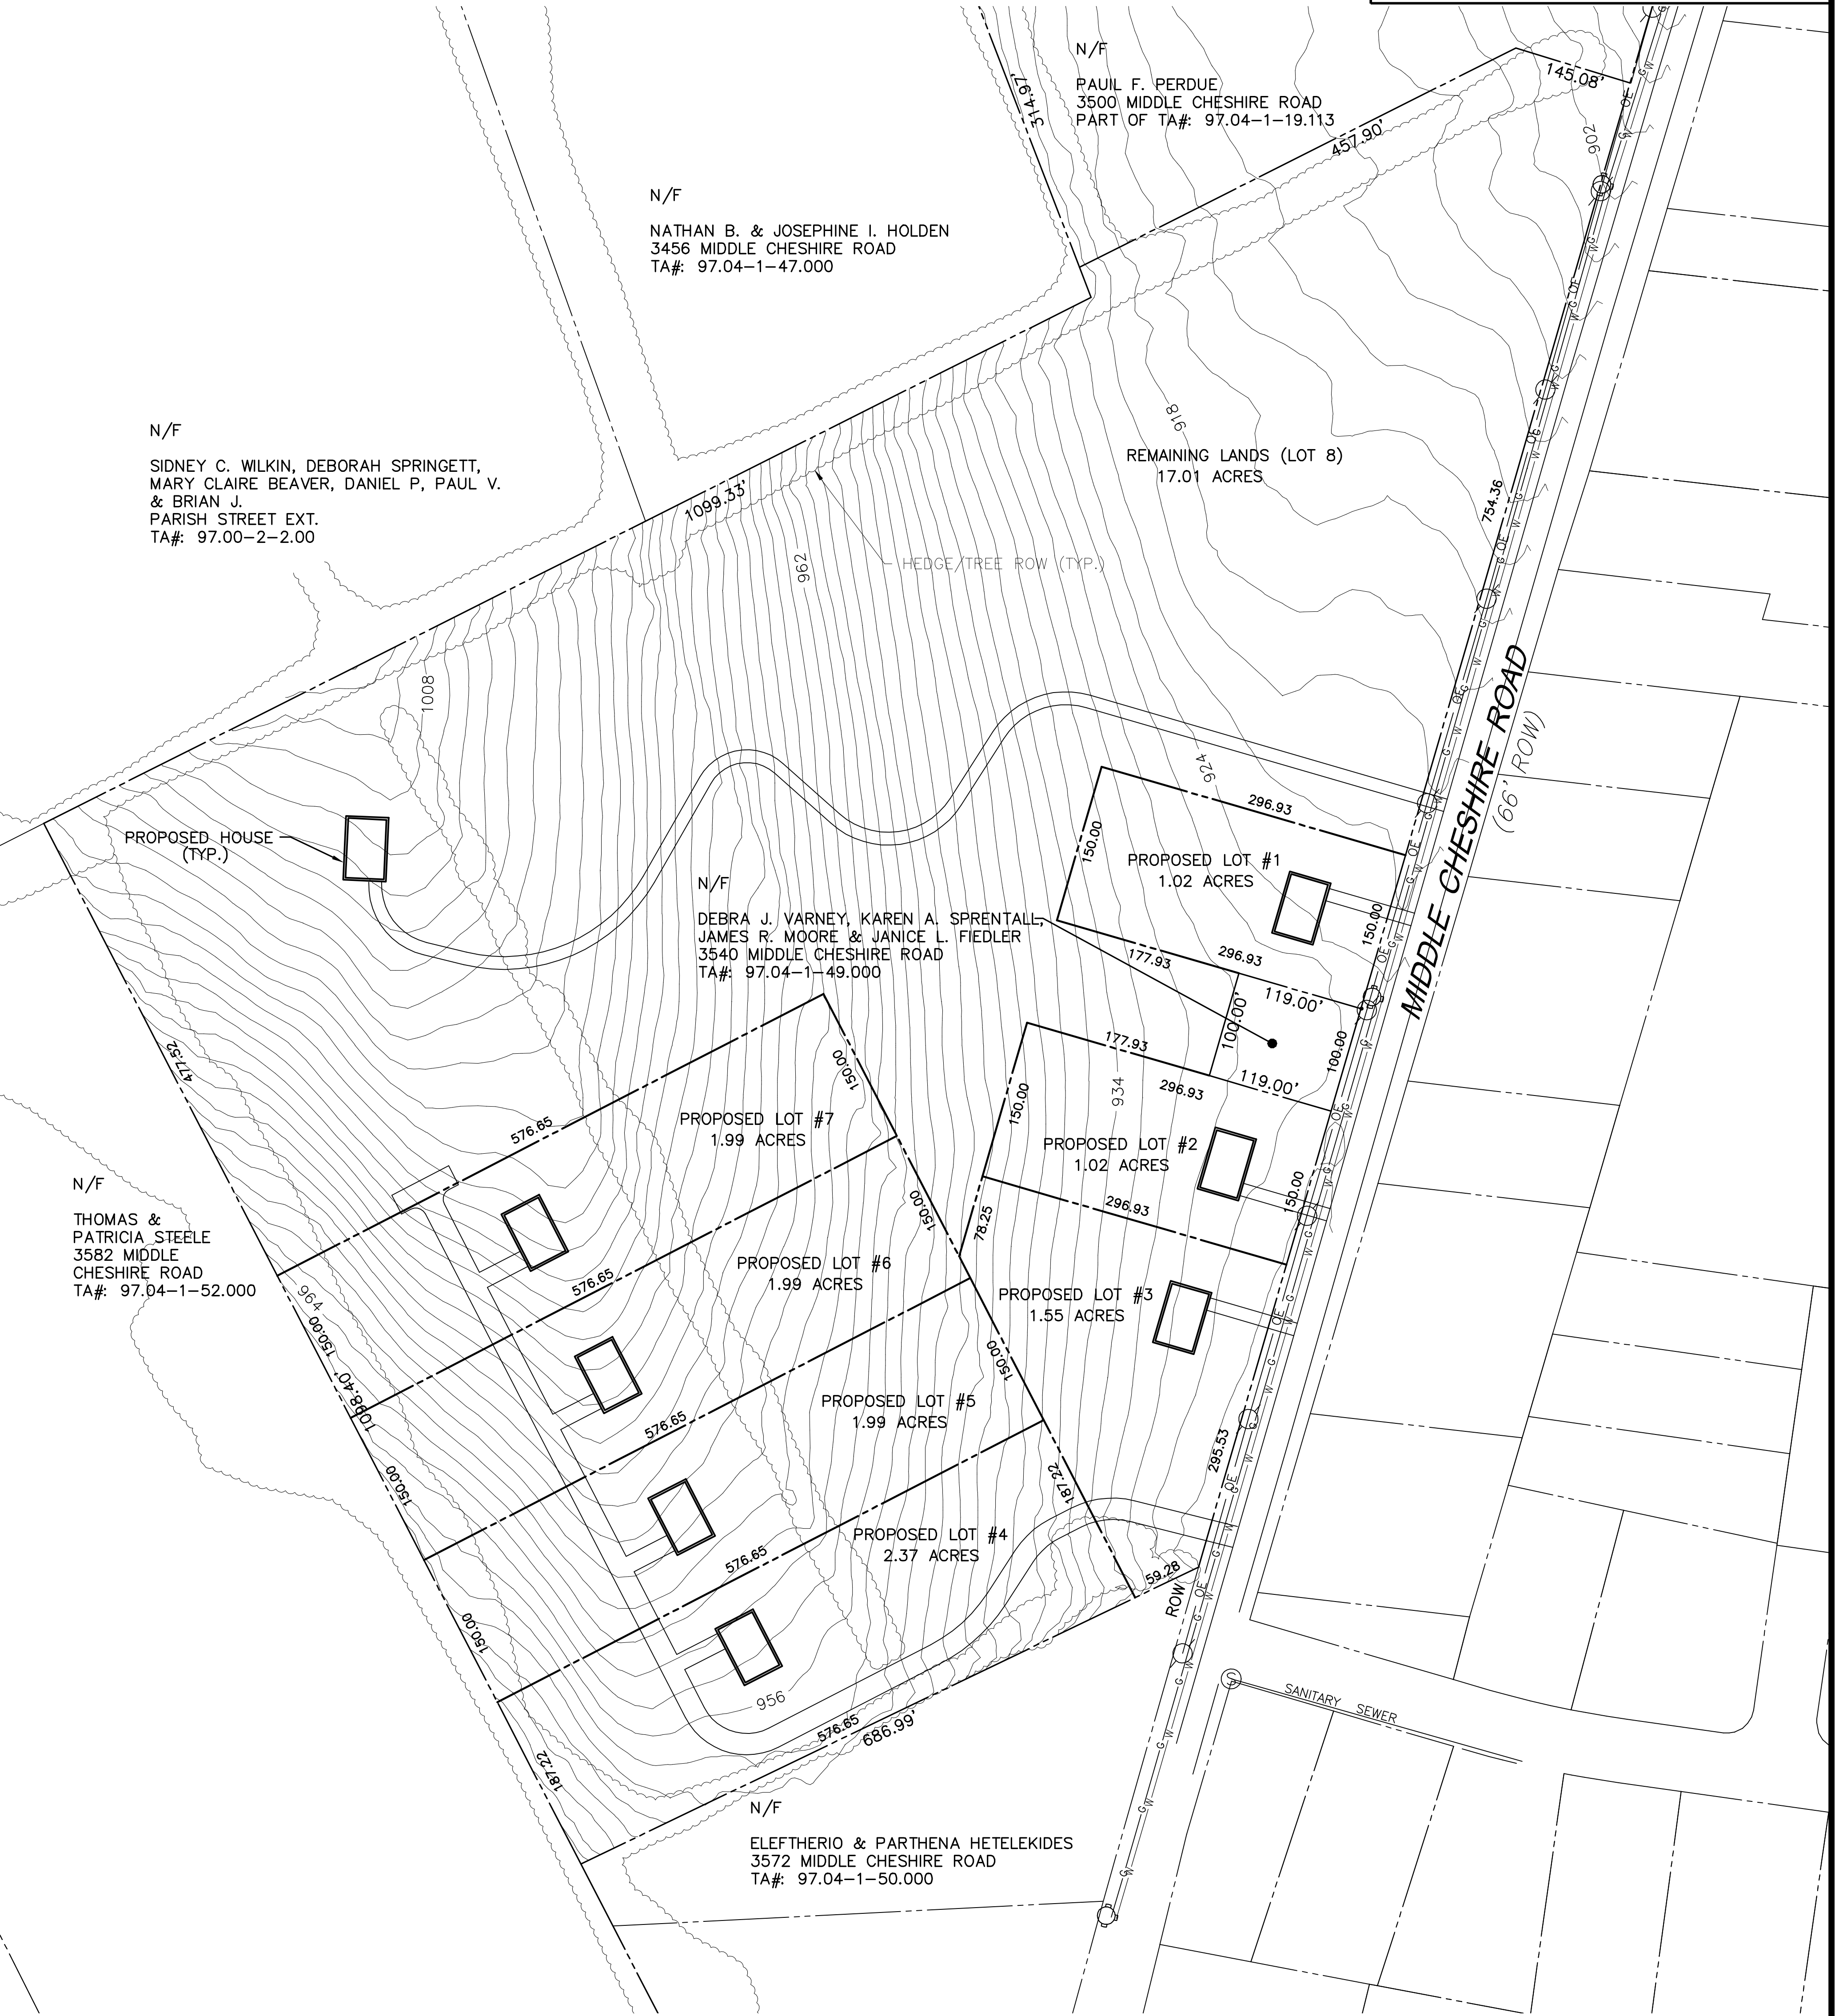 N/F
PAUIL F. PERDUE
3500 MIDDLE CHESHIRE ROAD
PART OF TA#: 97.04-1-19.113
314.97'
457.90'
145.08'
902
N/F
NATHAN B. & JOSEPHINE I. HOLDEN
3456 MIDDLE CHESHIRE ROAD
TA#: 97.04-1-47.000
N/F
SIDNEY C. WILKIN, DEBORAH SPRINGETT,
MARY CLAIRE BEAVER, DANIEL P, PAUL V.
& BRIAN J.
PARISH STREET EXT.
TA#: 97.00-2-2.00
1099.33'
962
HEDGE/TREE ROW (TYP.)
918
REMAINING LANDS (LOT 8)
17.01 ACRES
754.36
1008
924
MIDDLE CHESHIRE ROAD
(66' ROW)
PROPOSED HOUSE
(TYP.)
296.93
150.00
PROPOSED LOT #1
1.02 ACRES
150.00
296.93
N/F
DEBRA J. VARNEY, KAREN A. SPRENTALL,
JAMES R. MOORE & JANICE L. FIEDLER
3540 MIDDLE CHESHIRE ROAD
TA#: 97.04-1-49.000
177.93
119.00'
100.00'
100.00
177.93
119.00'
296.93
150.00
934
PROPOSED LOT #2
1.02 ACRES
150.00
296.93
78.25
477.52
150.00
576.65
PROPOSED LOT #7
1.99 ACRES
150.00
576.65
PROPOSED LOT #6
1.99 ACRES
PROPOSED LOT #3
1.55 ACRES
150.00
N/F
THOMAS &
PATRICIA STEELE
3582 MIDDLE
CHESHIRE ROAD
TA#: 97.04-1-52.000
994
150.00
1098.40'
576.65
PROPOSED LOT #5
1.99 ACRES
150.00
187.22
295.53
576.65
PROPOSED LOT #4
2.37 ACRES
59.28
ROW
150.00
956
576.65
686.99'
187.22
SANITARY SEWER
S
N/F
ELEFTHERIO & PARTHENA HETELEKIDES
3572 MIDDLE CHESHIRE ROAD
TA#: 97.04-1-50.000